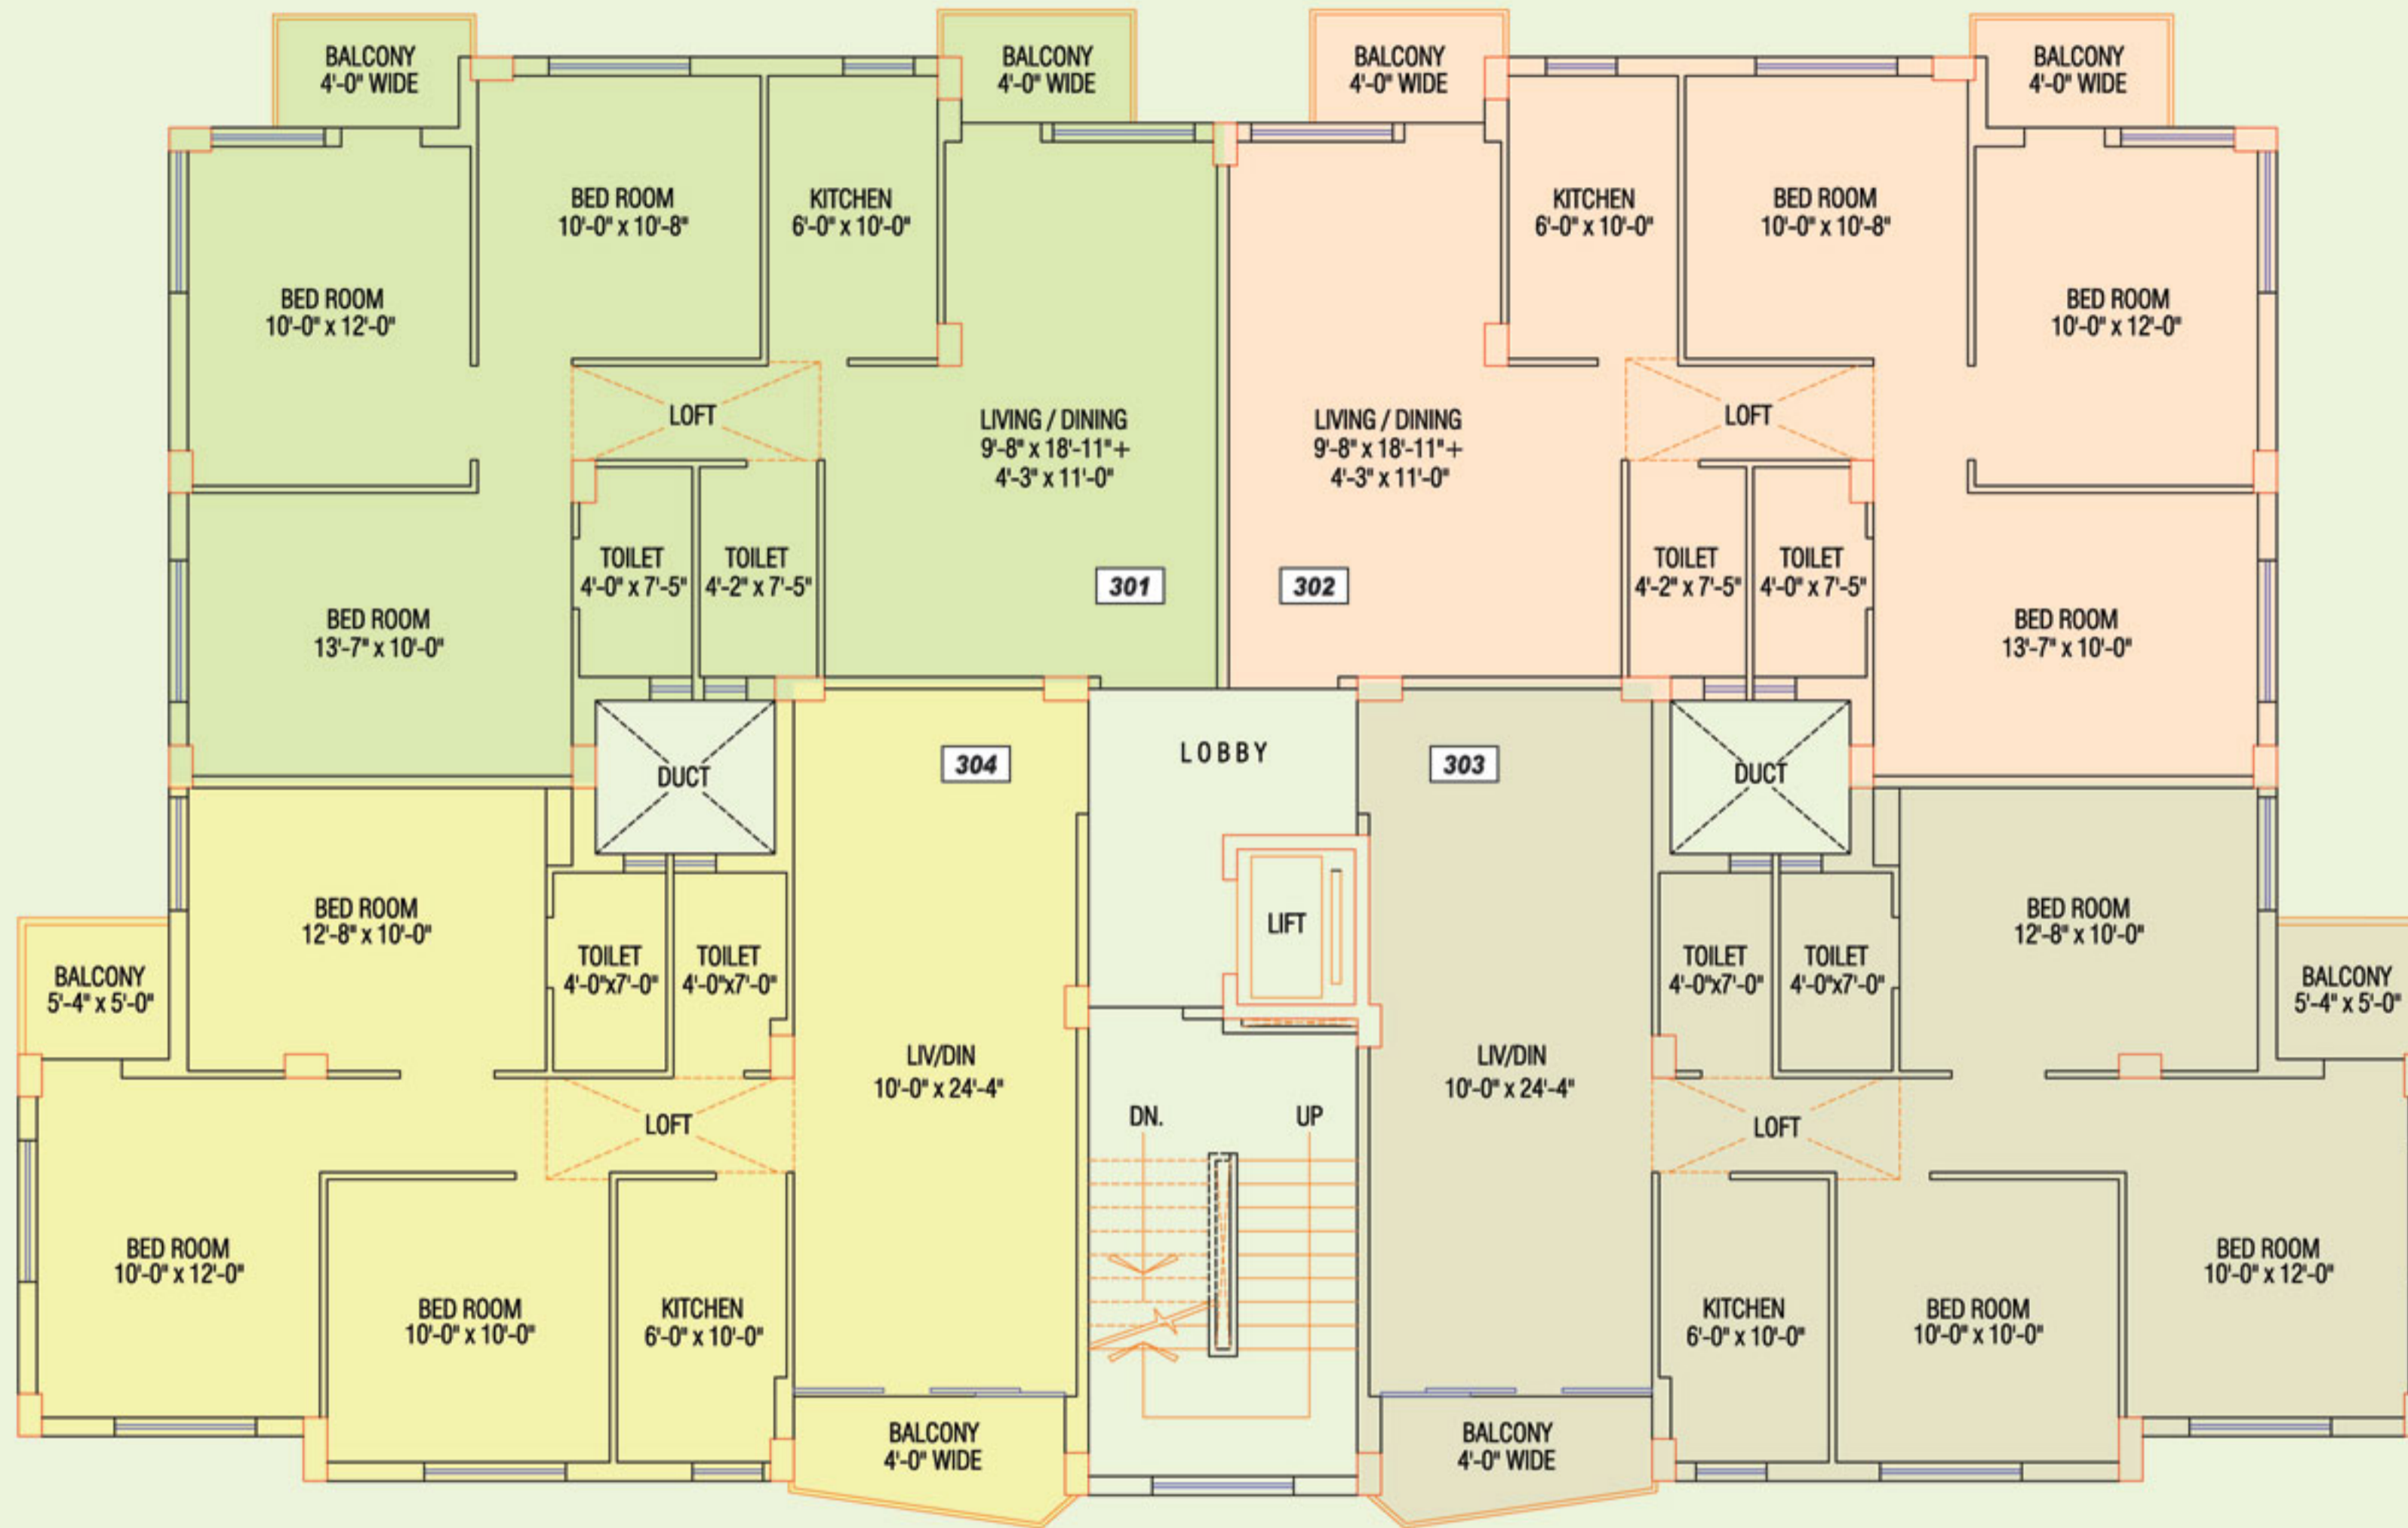 BALCONY
4'-0" WIDE
BALCONY
4'-0" WIDE
BALCONY
4'-0" WIDE
BALCONY
4'-0" WIDE
BED ROOM
10'-0" x 10'-8"
KITCHEN
6'-0" x 10'-0"
KITCHEN
6'-0" x 10'-0"
BED ROOM
10'-0" x 10'-8"
BED ROOM
10'-0" x 12'-0"
BED ROOM
10'-0" x 12'-0"
LOFT
LIVING / DINING
9'-8" x 18'-11"+
4'-3" x 11'-0"
LIVING / DINING
9'-8" x 18'-11"+
4'-3" x 11'-0"
LOFT
TOILET
4'-0" x 7'-5"
TOILET
4'-2" x 7'-5"
301
302
TOILET
4'-2" x 7'-5"
TOILET
4'-0" x 7'-5"
BED ROOM
13'-7" x 10'-0"
BED ROOM
13'-7" x 10'-0"
DUCT
304
LOBBY
303
DUCT
BED ROOM
12'-8" x 10'-0"
LIFT
BED ROOM
12'-8" x 10'-0"
BALCONY
5'-4" x 5'-0"
TOILET
4'-0"x7'-0"
TOILET
4'-0"x7'-0"
TOILET
4'-0"x7'-0"
TOILET
4'-0"x7'-0"
BALCONY
5'-4" x 5'-0"
LIV/DIN
10'-0" x 24'-4"
LIV/DIN
10'-0" x 24'-4"
LOFT
DN.
UP
LOFT
BED ROOM
10'-0" x 12'-0"
BED ROOM
10'-0" x 10'-0"
KITCHEN
6'-0" x 10'-0"
KITCHEN
6'-0" x 10'-0"
BED ROOM
10'-0" x 10'-0"
BED ROOM
10'-0" x 12'-0"
BALCONY
4'-0" WIDE
BALCONY
4'-0" WIDE